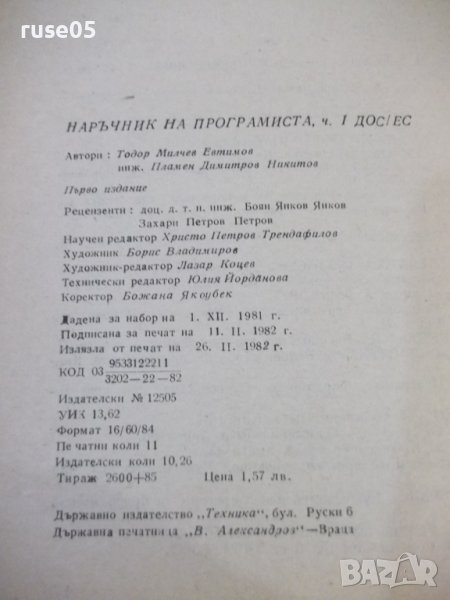 ruse05
НАРЪЧНИК НА ПРОГРАМИСТА, ч. I ДОС/ЕС
Автори : Тодор Милчев Евтимов
инж. Пламен Димитров Никитов
Първо издание
Рецензенти : доц. д. т. н. инж. Боян Янков Янков
Захари Петров Петров
Научен редактор Христо Петров Трендафилов
Художник Борис Владимиров
Художник-редактор Лазар Коцев
Технически редактор Юлия Йорданова
Коректор Божана Якоубек
Дадена за набор на 1. XII. 1981 г.
Подписана за печат на 11. II. 1982 г.
Излязла от печат на 26. II. 1982 г.
КОД 03 9533122211
3202—22—82
Издателски № 12505
УИК 13,62
Формат 16/60/84
Печатни коли 11
Издателски коли 10,26
Тираж 2600+85 Цена 1,57 лв.
Държавно издателство „Техника“, бул. Руски 6
Държавна печатница „В. Александров“—Враца
BAZAR